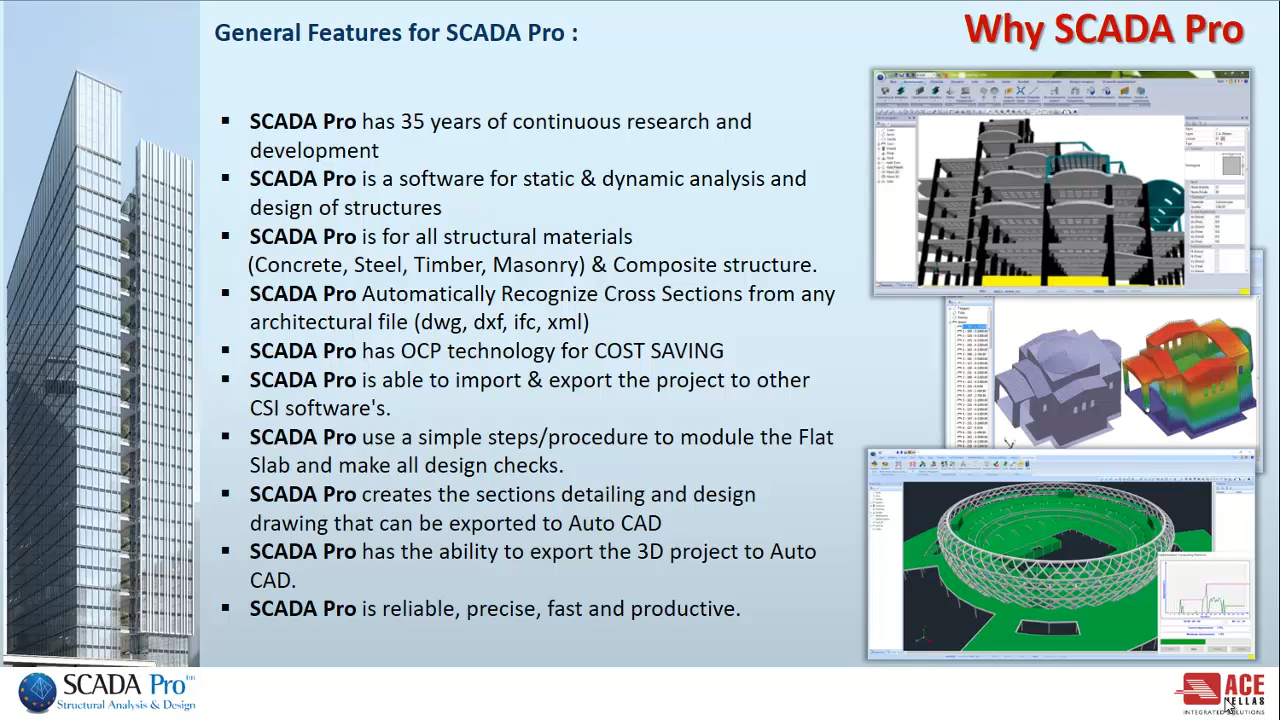 General Features for SCADA Pro :
Why SCADA Pro
▪ SCADA Pro has 35 years of continuous research and
development
▪ SCADA Pro is a software for static & dynamic analysis and
design of structures
▪ SCADA Pro is for all structural materials
(Concrete, Steel, Timber, Masonry) & Composite structure.
▪ SCADA Pro Automatically Recognize Cross Sections from any
architectural file (dwg, dxf, ifc, xml)
▪ SCADA Pro has OCP technology for COST SAVING
▪ SCADA Pro is able to import & export the project to other
CSI software's.
▪ SCADA Pro use a simple steps/procedure to module the Flat
Slab and make all design checks.
▪ SCADA Pro creates the sections detailing and design
drawing that can be exported to Auto CAD
▪ SCADA Pro has the ability to export the 3D project to Auto
CAD.
▪ SCADA Pro is reliable, precise, fast and productive.
SCADA Pro
Structural Analysis & Design
ACE
HELLAS
INTEGRATED SOLUTIONS